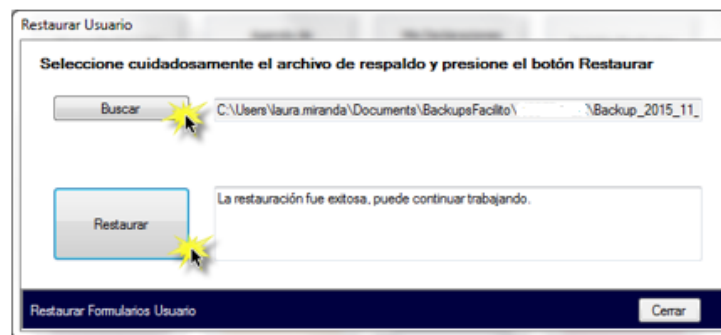 Restaurar Usuario
Seleccione cuidadosamente el archivo de respaldo y presione el botón Restaurar
Buscar
C:\Users\laura.miranda\Documents\BackupsFacilito\ \Backup_2015_11_
Restaurar
La restauración fue exitosa, puede continuar trabajando.
Restaurar Formularios Usuario
Cerrar